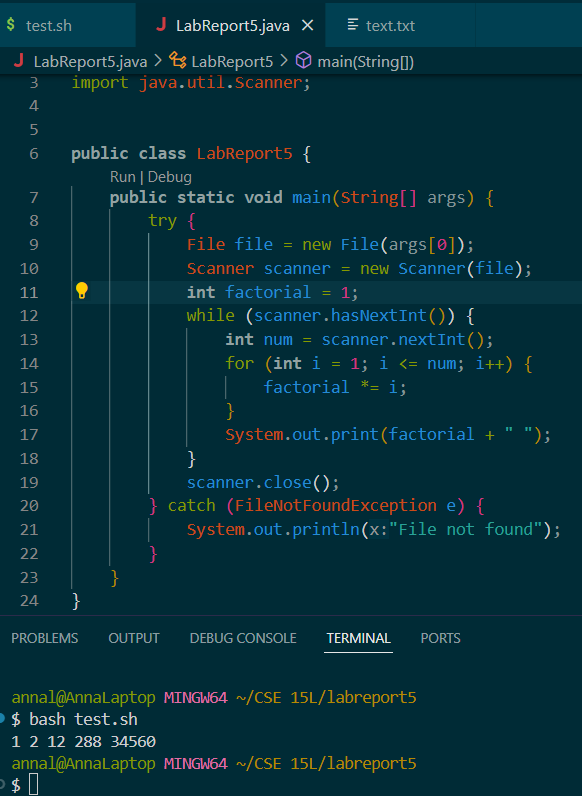 $ test.sh J LabReport5.java × text.txt
J LabReport5.java > LabReport5 > main(String[])
3 import java.util.Scanner;
4
5
6 public class LabReport5 {
Run | Debug
7 public static void main(String[] args) {
8 try {
9 File file = new File(args[0]);
10 Scanner scanner = new Scanner(file);
11 int factorial = 1;
12 while (scanner.hasNextInt()) {
13 int num = scanner.nextInt();
14 for (int i = 1; i <= num; i++) {
15 factorial *= i;
16 }
17 System.out.print(factorial + " ");
18 }
19 scanner.close();
20 } catch (FileNotFoundException e) {
21 System.out.println(x:"File not found");
22 }
23 }
24 }
PROBLEMS OUTPUT DEBUG CONSOLE TERMINAL PORTS
annal@AnnaLaptop MINGW64 ~/CSE 15L/labreport5
$ bash test.sh
1 2 12 288 34560
annal@AnnaLaptop MINGW64 ~/CSE 15L/labreport5
$